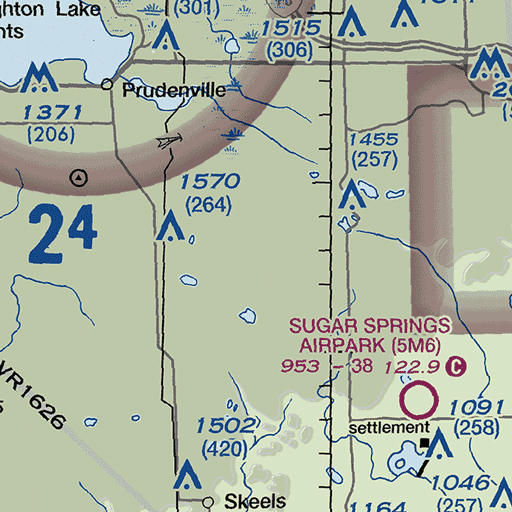 ghton Lake
nts
(301)
1515
(306)
1371
(206)
Prudenville
1455
(257)
1570
(264)
24
SUGAR SPRINGS
AIRPARK (5M6)
953 - 38 122.9 C
VR1626
1502
(420)
settlement
1091
(258)
1046
(257)
Skeels
1164